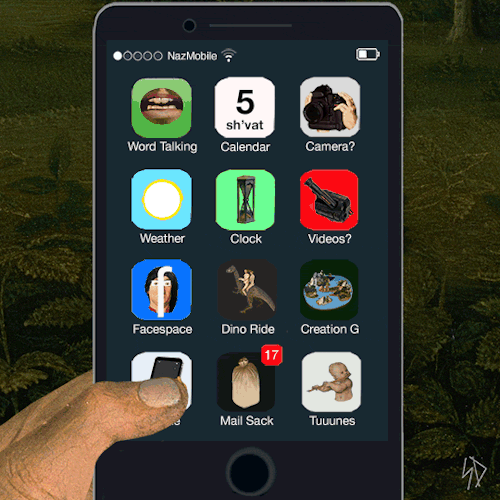 NazMobile
5
sh'vat
Word Talking
Calendar
Camera?
Weather
Clock
Videos?
f
Facespace
Dino Ride
Creation G
17
Mail Sack
Tuuunes